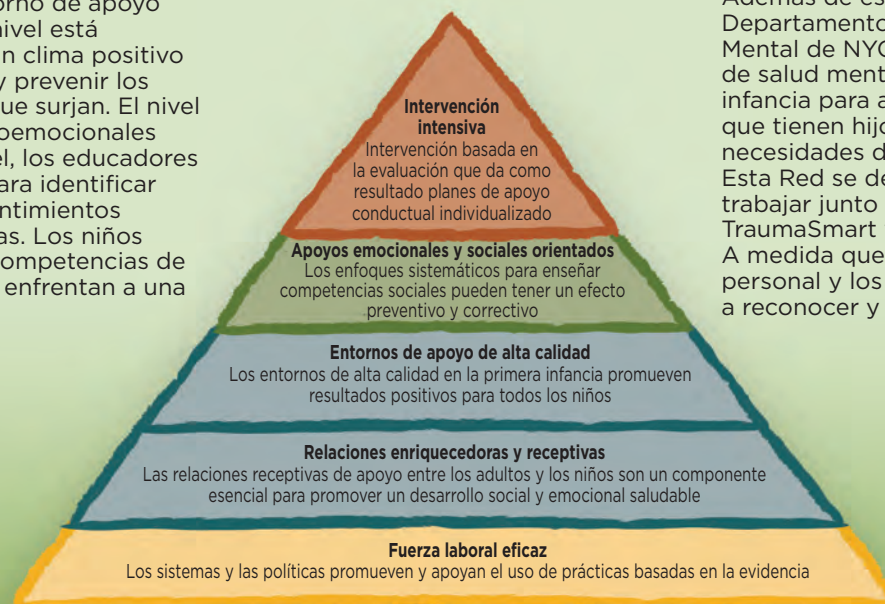 orno de apoyo
nivel está
n clima positivo
y prevenir los
que surjan. El nivel
oemocionales
el, los educadores
ara identificar
ntimientos
as. Los niños
ompetencias de
enfrentan a una
Intervención
intensiva
Intervención basada en
la evaluación que da como
resultado planes de apoyo
conductual individualizado
Apoyos emocionales y sociales orientados
Los enfoques sistemáticos para enseñar
competencias sociales pueden tener un efecto
preventivo y correctivo
Entornos de apoyo de alta calidad
Los entornos de alta calidad en la primera infancia promueven
resultados positivos para todos los niños
Relaciones enriquecedoras y receptivas
Las relaciones receptivas de apoyo entre los adultos y los niños son un componente
esencial para promover un desarrollo social y emocional saludable
Fuerza laboral eficaz
Los sistemas y las políticas promueven y apoyan el uso de prácticas basadas en la evidencia
Departamento
Mental de NYC
de salud ment
infancia para a
que tienen hijo
necesidades d
Esta Red se de
trabajar junto
TraumaSmart
A medida que
personal y los
a reconocer y